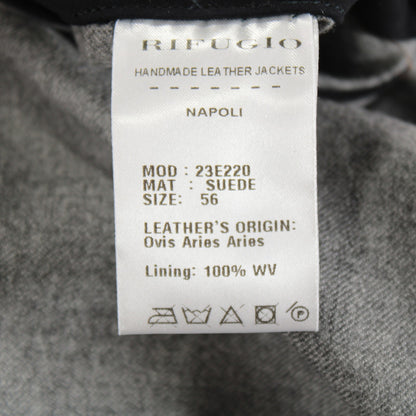 RIFUGIO
HANDMADE LEATHER JACKETS
- - - - - - -
NAPOLI
MOD : 23E220
MAT : SUEDE
SIZE: 56
LEATHER'S ORIGIN:
Ovis Aries Aries
Lining: 100% WV
P